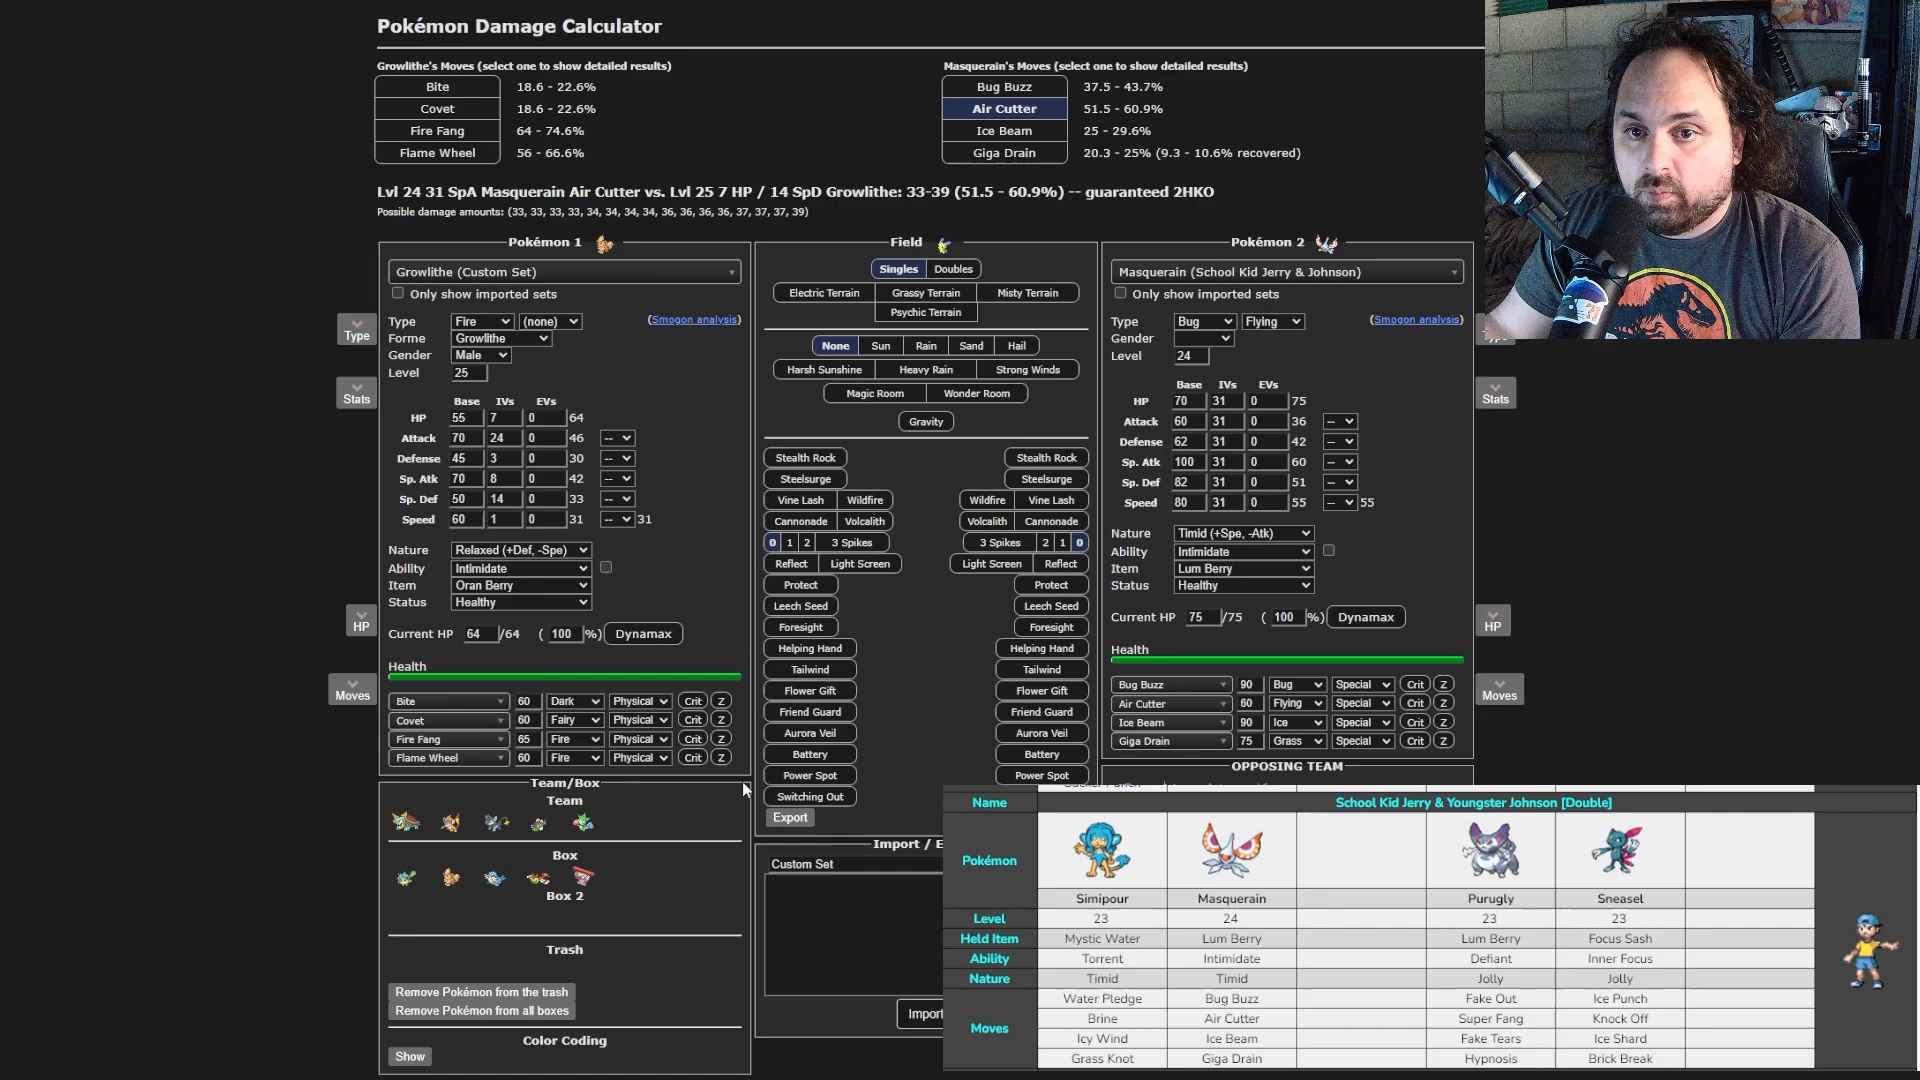 Pokémon Damage Calculator
Growlithe's Moves (select one to show detailed results)
Bite 18.6 - 22.6%
Covet 18.6 - 22.6%
Fire Fang 64 - 74.6%
Flame Wheel 56 - 66.6%
Masquerain's Moves (select one to show detailed results)
Bug Buzz 37.5 - 43.7%
Air Cutter 51.5 - 60.9%
Ice Beam 25 - 29.6%
Giga Drain 20.3 - 25% (9.3 - 10.6% recovered)
Lvl 24 31 SpA Masquerain Air Cutter vs. Lvl 25 7 HP / 14 SpD Growlithe: 33-39 (51.5 - 60.9%) -- guaranteed 2HKO
Possible damage amounts: (33, 33, 33, 33, 34, 34, 34, 34, 36, 36, 36, 36, 37, 37, 37, 39)
Type
Stats
HP
Moves
Pokémon 1
Growlithe (Custom Set)
Only show imported sets
Type Fire (none) (Smogon analysis)
Forme Growlithe
Gender Male
Level 25
Base IVs EVs
HP 55 7 0 64
Attack 70 24 0 46 --
Defense 45 3 0 30 --
Sp. Atk 70 8 0 42 --
Sp. Def 50 14 0 33 --
Speed 60 1 0 31 -- 31
Nature Relaxed (+Def, -Spe)
Ability Intimidate
Item Oran Berry
Status Healthy
Current HP 64 /64 ( 100 %) Dynamax
Health
Bite 60 Dark Physical Crit Z
Covet 60 Fairy Physical Crit Z
Fire Fang 65 Fire Physical Crit Z
Flame Wheel 60 Fire Physical Crit Z
Team/Box
Team
Box
Box 2
Trash
Remove Pokémon from the trash
Remove Pokémon from all boxes
Color Coding
Show
Field
Singles Doubles
Electric Terrain Grassy Terrain Misty Terrain
Psychic Terrain
None Sun Rain Sand Hail
Harsh Sunshine Heavy Rain Strong Winds
Magic Room Wonder Room
Gravity
Stealth Rock Stealth Rock
Steelsurge Steelsurge
Vine Lash Wildfire Wildfire Vine Lash
Cannonade Volcalith Volcalith Cannonade
0 1 2 3 Spikes 3 Spikes 2 1 0
Reflect Light Screen Light Screen Reflect
Protect Protect
Leech Seed Leech Seed
Foresight Foresight
Helping Hand Helping Hand
Tailwind Tailwind
Flower Gift Flower Gift
Friend Guard Friend Guard
Aurora Veil Aurora Veil
Battery Battery
Power Spot Power Spot
Switching Out
Export
Import / E
Custom Set
Import
Pokémon 2
Masquerain (School Kid Jerry & Johnson)
Only show imported sets
Type Bug Flying (Smogon analysis)
Gender
Level 24
Base IVs EVs
HP 70 31 0 75
Attack 60 31 0 36 --
Defense 62 31 0 42 --
Sp. Atk 100 31 0 60 --
Sp. Def 82 31 0 51 --
Speed 80 31 0 55 -- 55
Nature Timid (+Spe, -Atk)
Ability Intimidate
Item Lum Berry
Status Healthy
Current HP 75 /75 ( 100 %) Dynamax
Health
Bug Buzz 90 Bug Special Crit Z
Air Cutter 60 Flying Special Crit Z
Ice Beam 90 Ice Special Crit Z
Giga Drain 75 Grass Special Crit Z
OPPOSING TEAM
Stats
HP
Moves
Name School Kid Jerry & Youngster Johnson [Double]
Pokémon
Simipour Masquerain Purugly Sneasel
Level 23 24 23 23
Held Item Mystic Water Lum Berry Lum Berry Focus Sash
Ability Torrent Intimidate Defiant Inner Focus
Nature Timid Timid Jolly Jolly
Moves
Water Pledge Bug Buzz Fake Out Ice Punch
Brine Air Cutter Super Fang Knock Off
Icy Wind Ice Beam Fake Tears Ice Shard
Grass Knot Giga Drain Hypnosis Brick Break